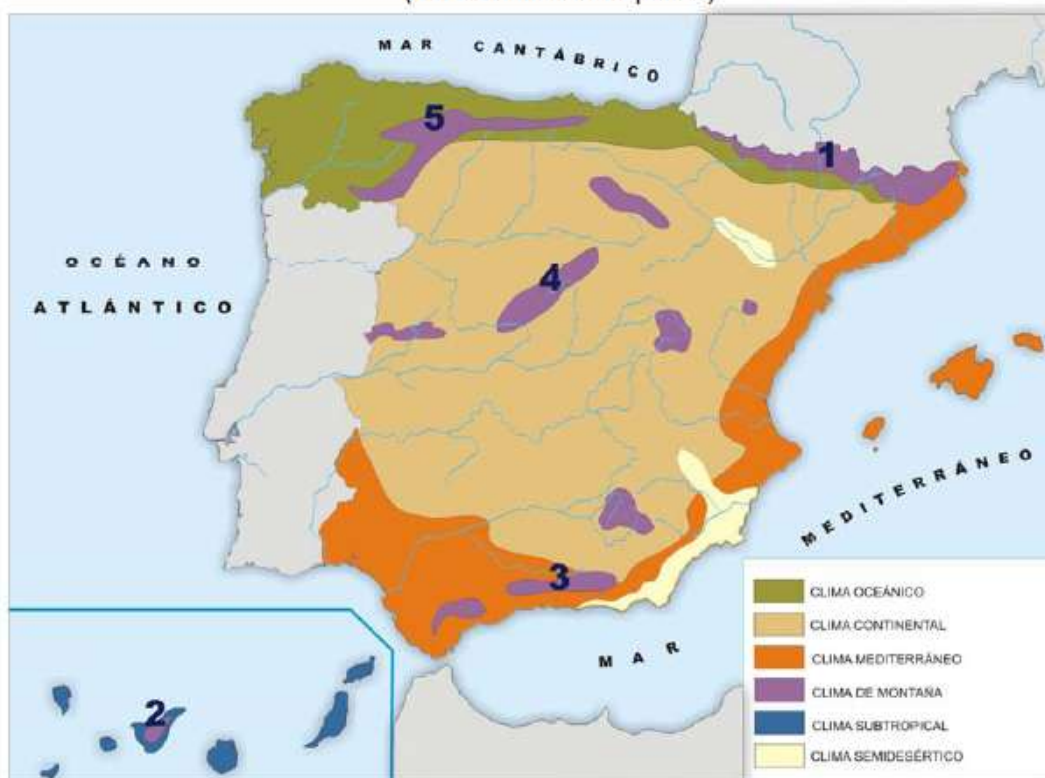 MAR CANTÁBRICO
5
1
OCÉANO
ATLÁNTICO
4
MEDITERRÁNEO
3
MAR
2
CLIMA OCEÁNICO
CLIMA CONTINENTAL
CLIMA MEDITERRÁNEO
CLIMA DE MONTAÑA
CLIMA SUBTROPICAL
CLIMA SEMIDESÉRTICO